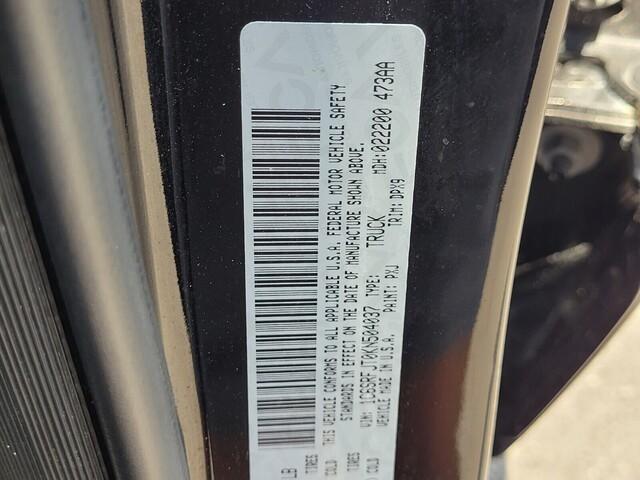 LB
TIRES
THIS VEHICLE CONFORMS TO ALL APPLICABLE U.S.A. FEDERAL MOTOR VEHICLE SAFETY
COLD
STANDARDS IN EFFECT ON THE DATE OF MANUFACTURE SHOWN ABOVE.
TIRES
VIN: 1C6SRFJT0KN504037 TYPE: TRUCK MDH:022200 473AA
COLD
VEHICLE MADE IN U.S.A. PAINT: PXJ TRIM: DPX9